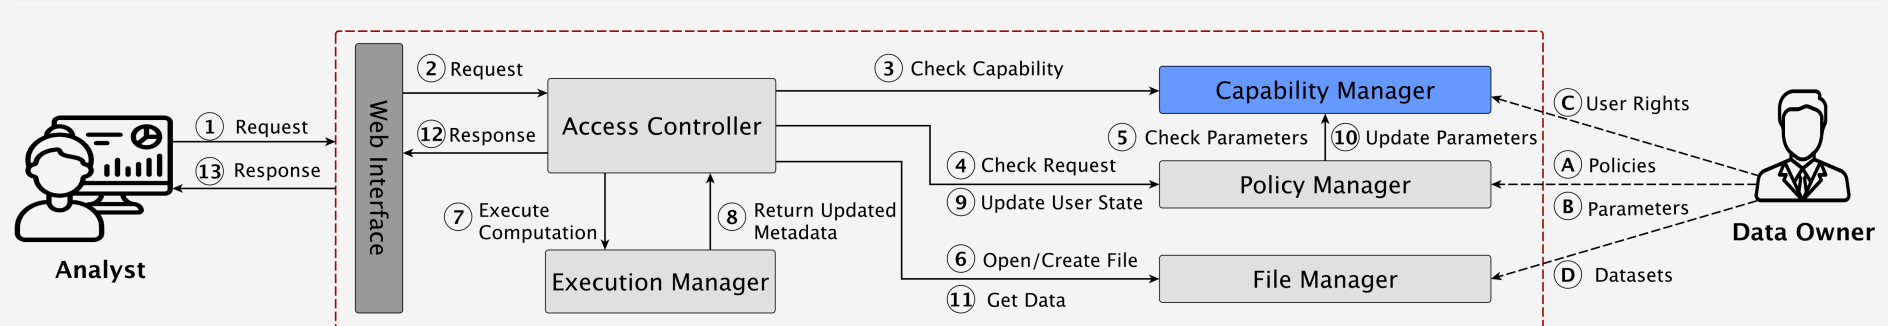 1 Request
13 Response
Analyst
Web Interface
2 Request
12 Response
Access Controller
7 Execute
Computation
8 Return Updated
Metadata
Execution Manager
3 Check Capability
4 Check Request
9 Update User State
6 Open/Create File
11 Get Data
Capability Manager
5 Check Parameters
10 Update Parameters
Policy Manager
File Manager
C User Rights
A Policies
B Parameters
D Datasets
Data Owner